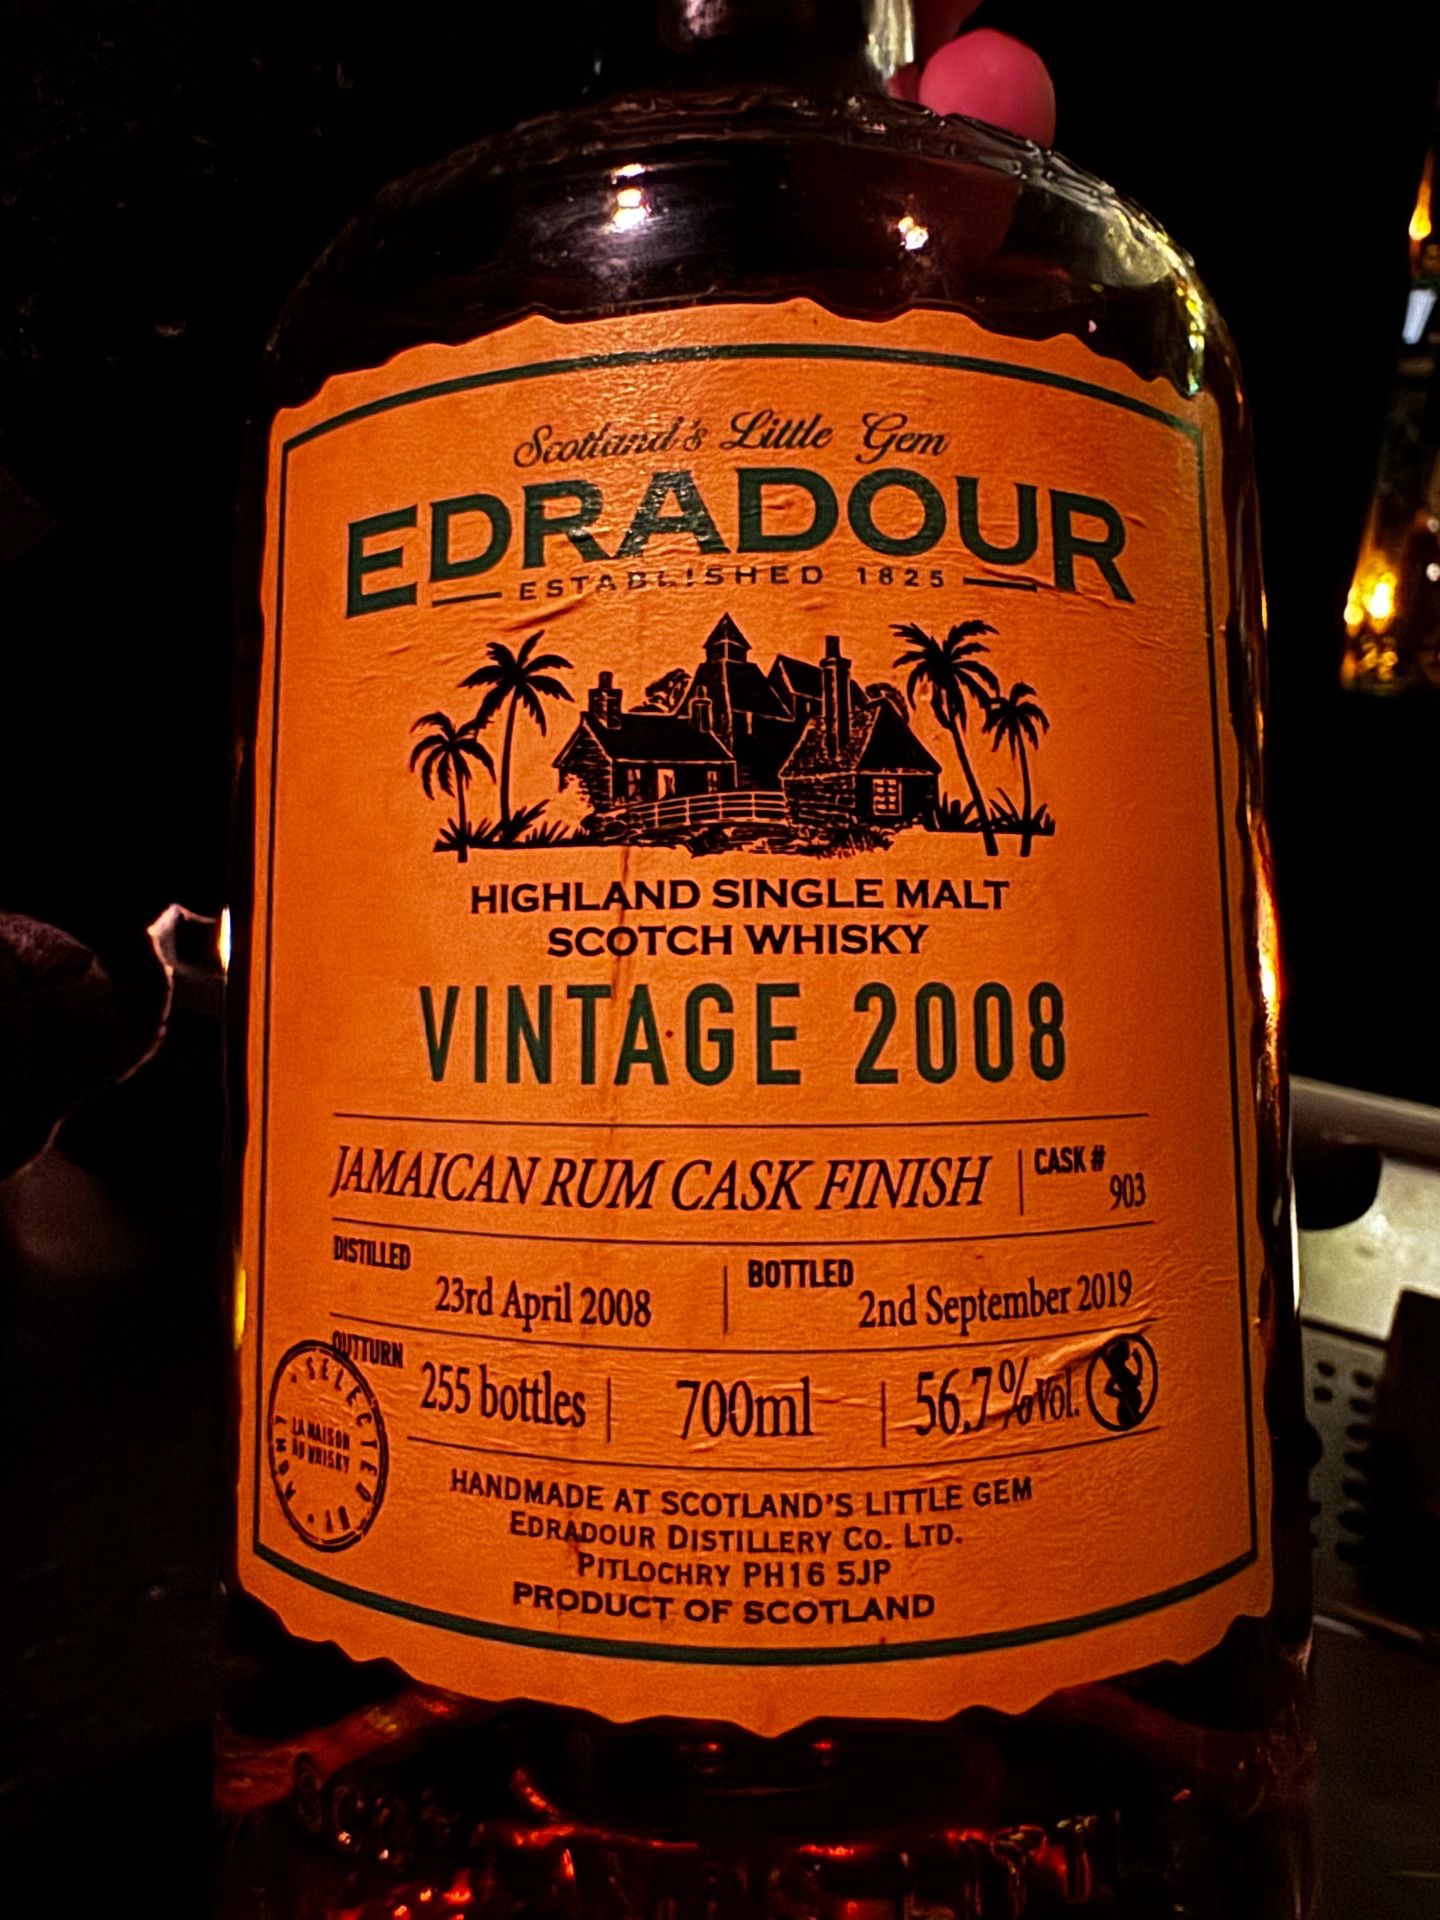 Scotland's Little Gem
EDRADOUR
ESTABLISHED 1825
HIGHLAND SINGLE MALT
SCOTCH WHISKY
VINTAGE 2008
JAMAICAN RUM CASK FINISH
CASK #
903
DISTILLED
23rd April 2008
BOTTLED
2nd September 2019
OUTTURN
255 bottles
700ml
56.7%vol.
SELECTED BY
LA MAISON
DU WHISKY
HANDMADE AT SCOTLAND'S LITTLE GEM
EDRADOUR DISTILLERY CO. LTD.
PITLOCHRY PH16 5JP
PRODUCT OF SCOTLAND